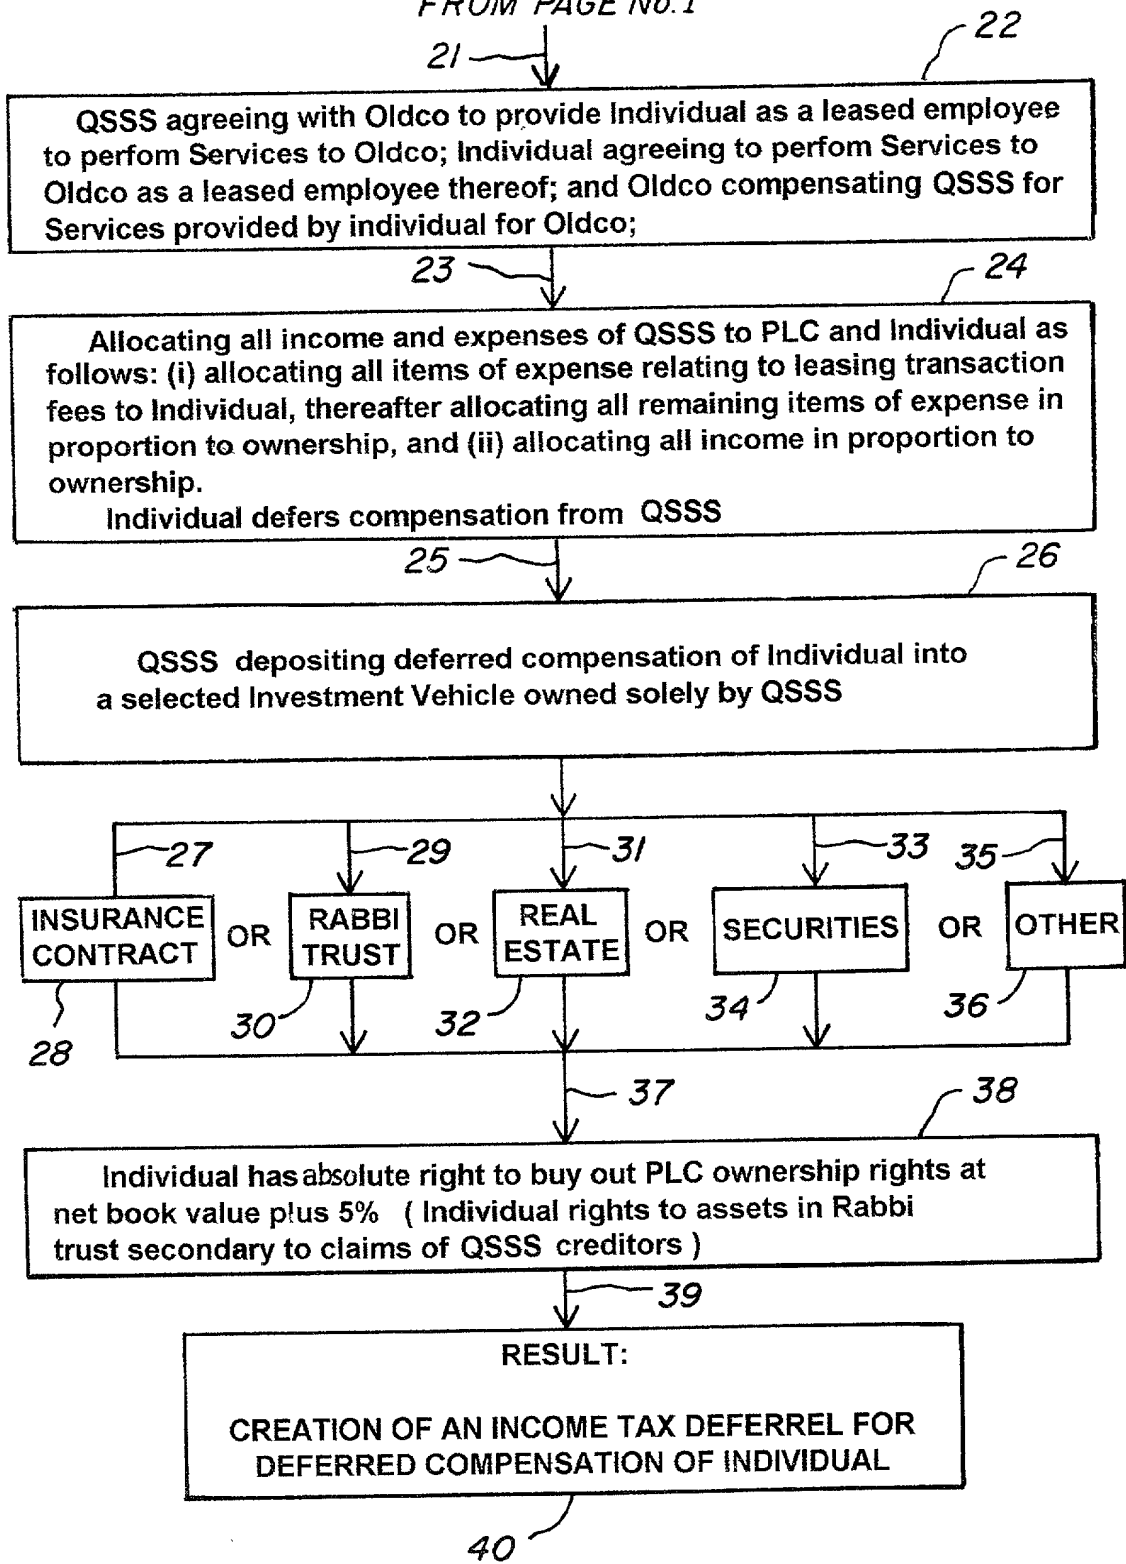 FROM PAGE No. 1
21
22
QSSS agreeing with Oldco to provide Individual as a leased employee
to perfom Services to Oldco; Individual agreeing to perfom Services to
Oldco as a leased employee thereof; and Oldco compensating QSSS for
Services provided by individual for Oldco;
23
24
Allocating all income and expenses of QSSS to PLC and Individual as
follows: (i) allocating all items of expense relating to leasing transaction
fees to Individual, thereafter allocating all remaining items of expense in
proportion to ownership, and (ii) allocating all income in proportion to
ownership.
Individual defers compensation from QSSS
25
26
QSSS depositing deferred compensation of Individual into
a selected Investment Vehicle owned solely by QSSS
27
29
31
33
35
INSURANCE
CONTRACT
OR
RABBI
TRUST
OR
REAL
ESTATE
OR
SECURITIES
OR
OTHER
28
30
32
34
36
37
38
Individual has absolute right to buy out PLC ownership rights at
net book value plus 5% ( Individual rights to assets in Rabbi
trust secondary to claims of QSSS creditors )
39
RESULT:
CREATION OF AN INCOME TAX DEFERREL FOR
DEFERRED COMPENSATION OF INDIVIDUAL
40